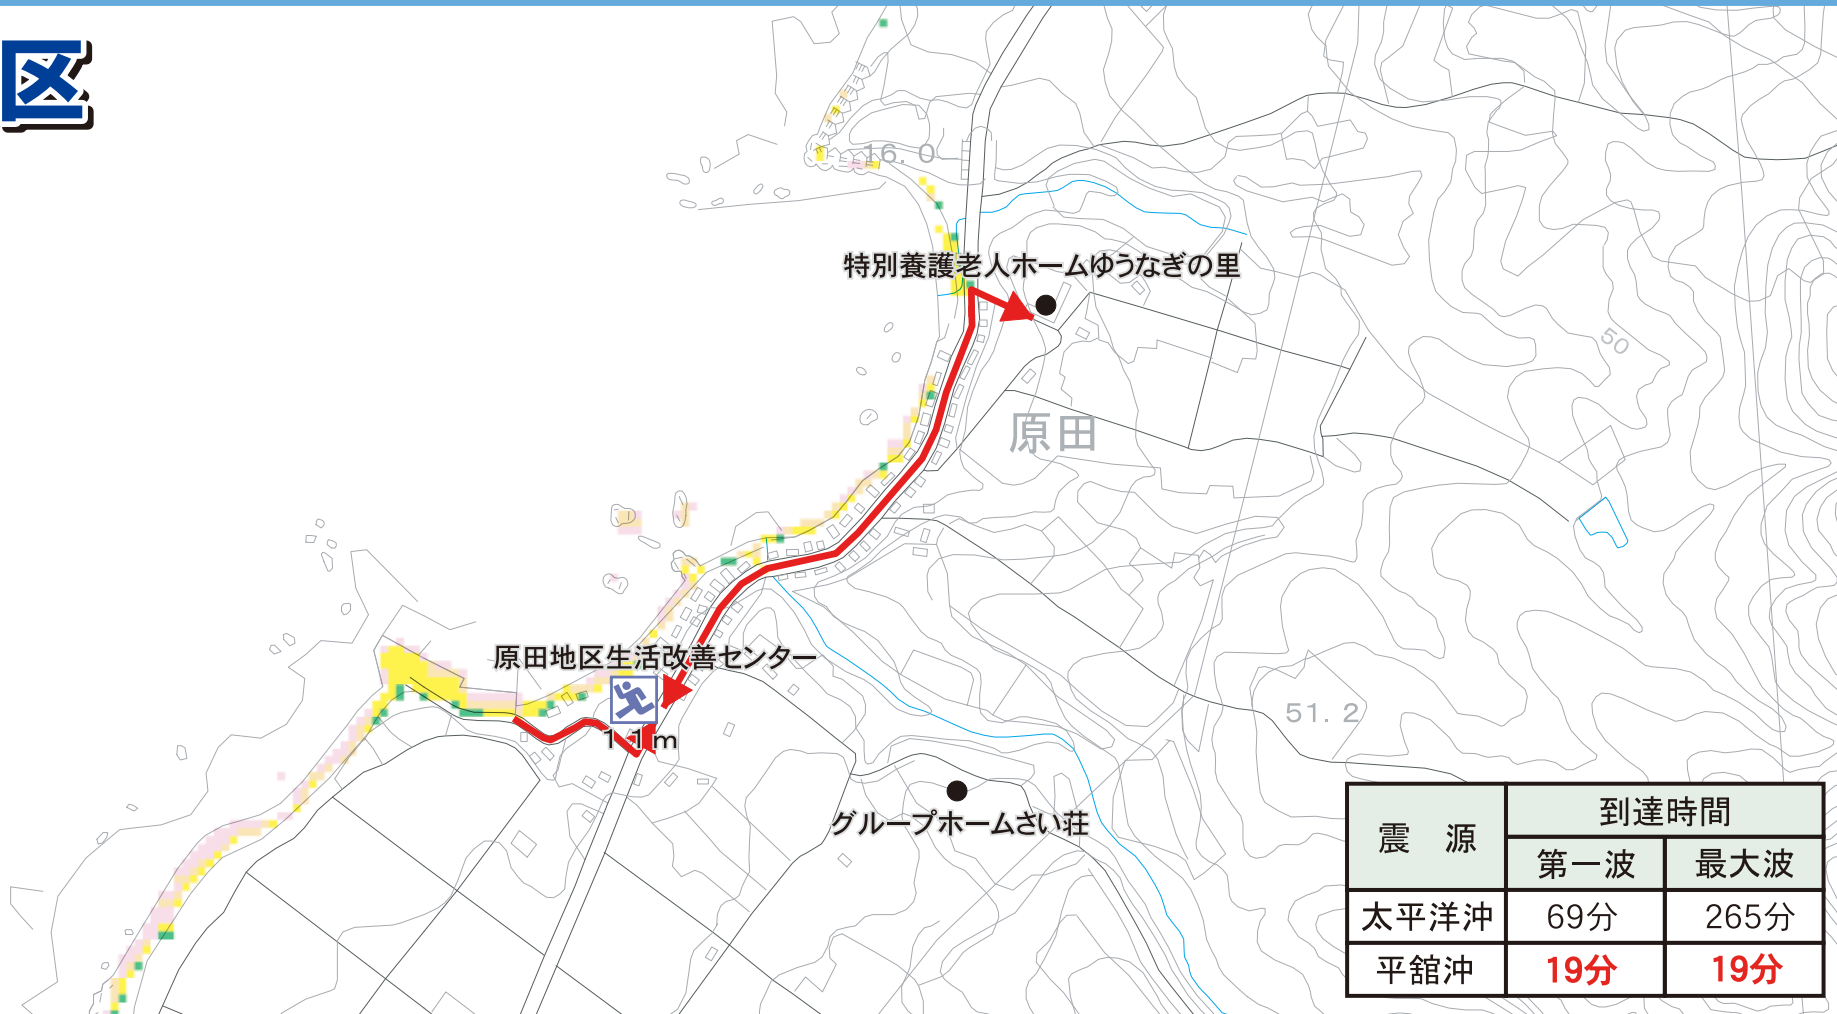 区
16.0
特別養護老人ホームゆうなぎの里
50
原田
原田地区生活改善センター
11m
51.2
グループホームさい荘
震 源 到達時間
第一波 最大波
太平洋沖 69分 265分
平舘沖 19分 19分